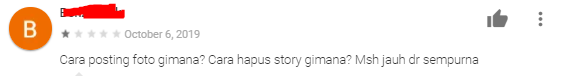 B
October 6, 2019
Cara posting foto gimana? Cara hapus story gimana? Msh jauh dr sempurna